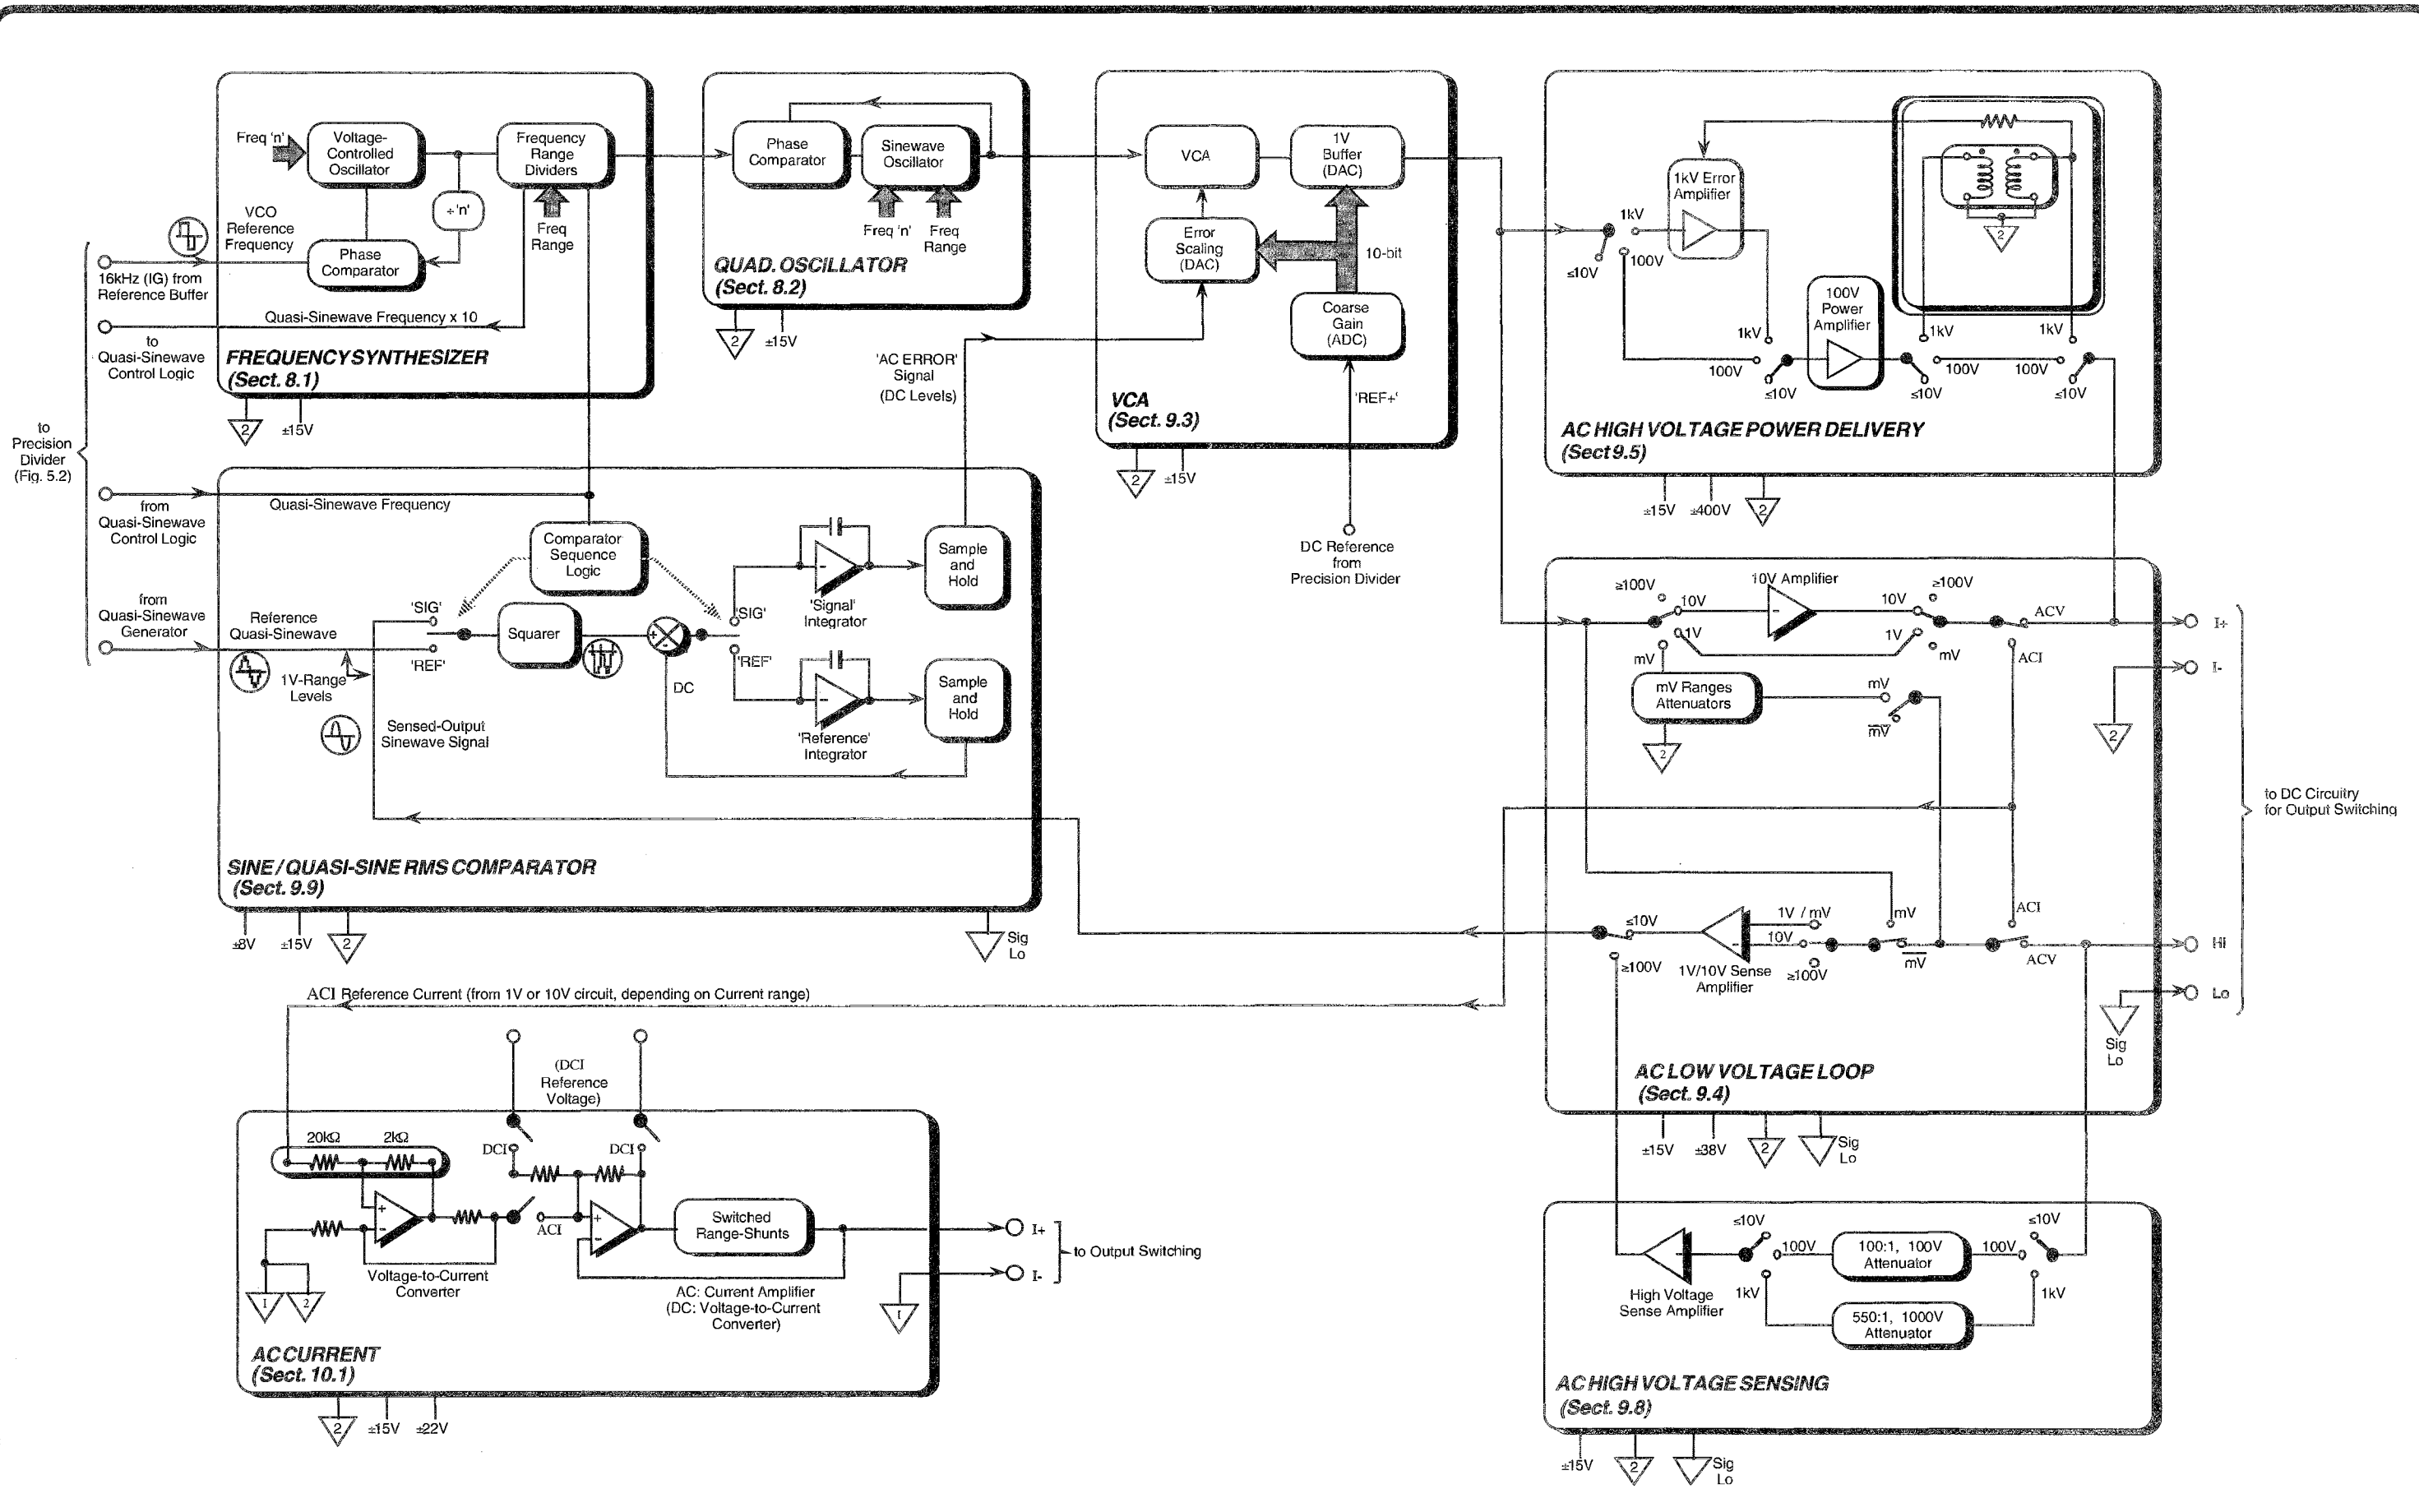 Freq 'n'
Voltage-
Controlled
Oscillator
Frequency
Range
Dividers
÷'n'
VCO
Reference
Frequency
Freq
Range
Phase
Comparator
16kHz (IG) from
Reference Buffer
Quasi-Sinewave Frequency x 10
to
Quasi-Sinewave
Control Logic
FREQUENCY SYNTHESIZER
(Sect. 8.1)
2
±15V
Phase
Comparator
Sinewave
Oscillator
Freq 'n'
Freq
Range
QUAD. OSCILLATOR
(Sect. 8.2)
2
±15V
VCA
1V
Buffer
(DAC)
Error
Scaling
(DAC)
10-bit
Coarse
Gain
(ADC)
'AC ERROR'
Signal
(DC Levels)
'REF+'
VCA
(Sect. 9.3)
2
±15V
DC Reference
from
Precision Divider
1kV Error
Amplifier
1kV
≤10V
100V
2
100V
Power
Amplifier
1kV
100V
≤10V
1kV
100V
≤10V
1kV
100V
≤10V
AC HIGH VOLTAGE POWER DELIVERY
(Sect 9.5)
±15V
±400V
2
to
Precision
Divider
(Fig. 5.2)
from
Quasi-Sinewave
Control Logic
Quasi-Sinewave Frequency
from
Quasi-Sinewave
Generator
Reference
Quasi-Sinewave
1V-Range
Levels
Sensed-Output
Sinewave Signal
Comparator
Sequence
Logic
'SIG'
'REF'
Squarer
+
-
DC
'SIG'
'REF'
-
'Signal'
Integrator
-
'Reference'
Integrator
Sample
and
Hold
Sample
and
Hold
SINE / QUASI-SINE RMS COMPARATOR
(Sect. 9.9)
±8V
±15V
2
Sig
Lo
≥100V
10V
1V
mV
10V Amplifier
-
≥100V
10V
1V
mV
ACV
ACI
mV Ranges
Attenuators
2
mV
mV
I+
I-
2
to DC Circuitry
for Output Switching
≤10V
≥100V
1V / mV
10V
-
≥100V
1V/10V Sense
Amplifier
mV
mV
ACI
ACV
Hi
Lo
Sig
Lo
AC LOW VOLTAGE LOOP
(Sect. 9.4)
±15V
±38V
2
Sig
Lo
ACI Reference Current (from 1V or 10V circuit, depending on Current range)
(DCI
Reference
Voltage)
20kΩ
2kΩ
DCI
DCI
+
-
ACI
+
-
Switched
Range-Shunts
1
2
Voltage-to-Current
Converter
AC: Current Amplifier
(DC: Voltage-to-Current
Converter)
1
I+
I-
to Output Switching
AC CURRENT
(Sect. 10.1)
2
±15V
±22V
≤10V
100V
1kV
100:1, 100V
Attenuator
≤10V
100V
1kV
550:1, 1000V
Attenuator
High Voltage
Sense Amplifier
AC HIGH VOLTAGE SENSING
(Sect. 9.8)
±15V
2
Sig
Lo